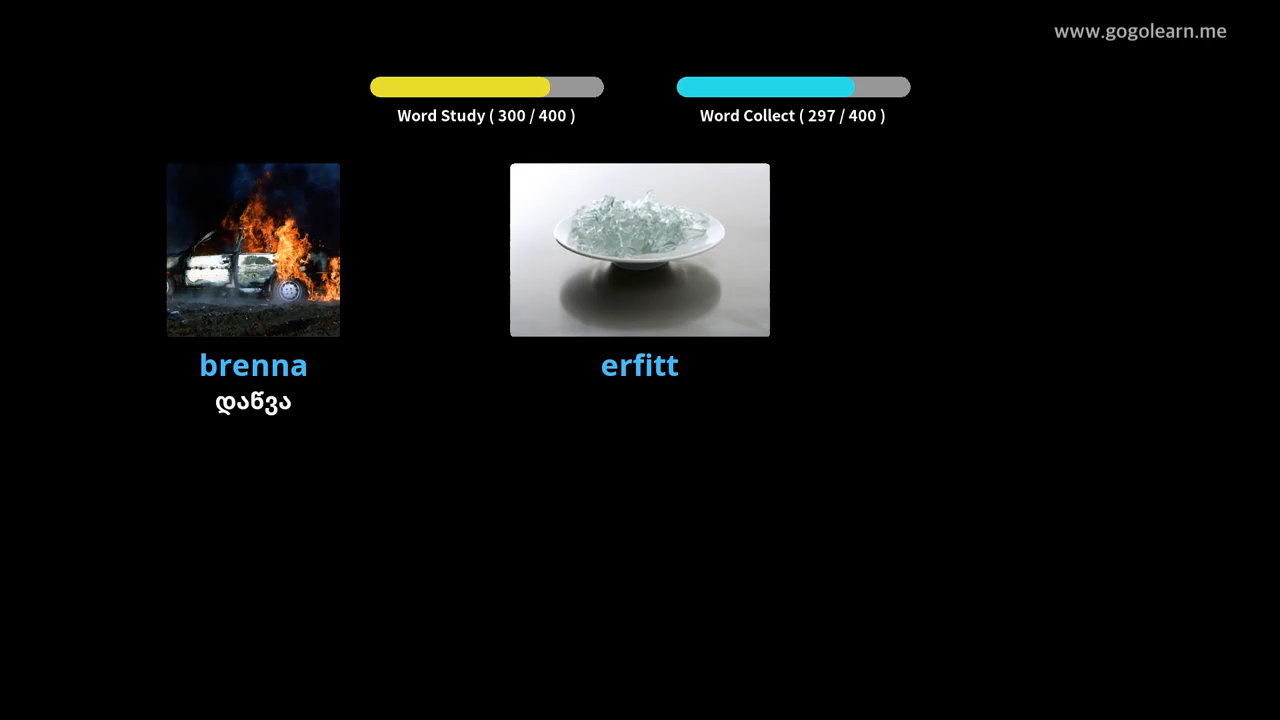 www.gogolearn.me
Word Study ( 300 / 400 )
Word Collect ( 297 / 400 )
brenna
erfitt
დაწვა